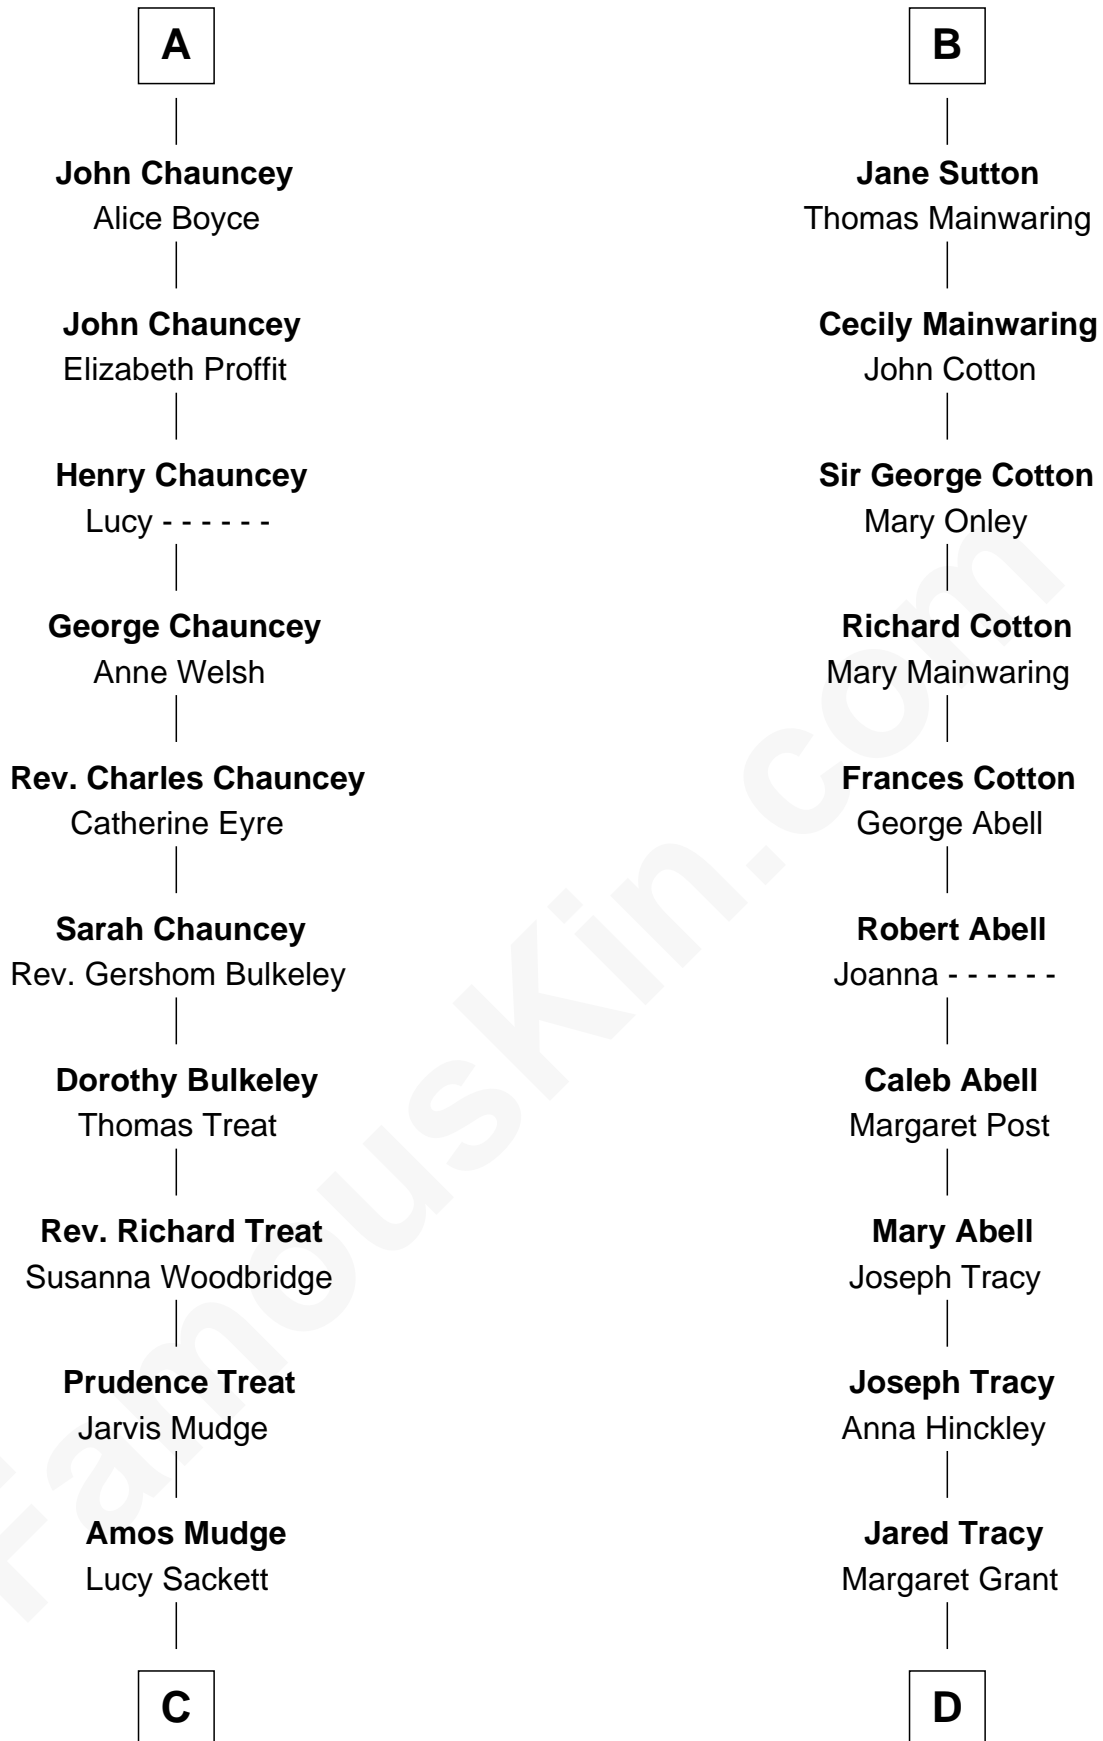 A
John Chauncey
Alice Boyce
John Chauncey
Elizabeth Proffit
Henry Chauncey
Lucy - - - - - -
George Chauncey
Anne Welsh
Rev. Charles Chauncey
Catherine Eyre
Sarah Chauncey
Rev. Gershom Bulkeley
Dorothy Bulkeley
Thomas Treat
Rev. Richard Treat
Susanna Woodbridge
Prudence Treat
Jarvis Mudge
Amos Mudge
Lucy Sackett
C
B
Jane Sutton
Thomas Mainwaring
Cecily Mainwaring
John Cotton
Sir George Cotton
Mary Onley
Richard Cotton
Mary Mainwaring
Frances Cotton
George Abell
Robert Abell
Joanna - - - - - -
Caleb Abell
Margaret Post
Mary Abell
Joseph Tracy
Joseph Tracy
Anna Hinckley
Jared Tracy
Margaret Grant
D
FamousKin.com